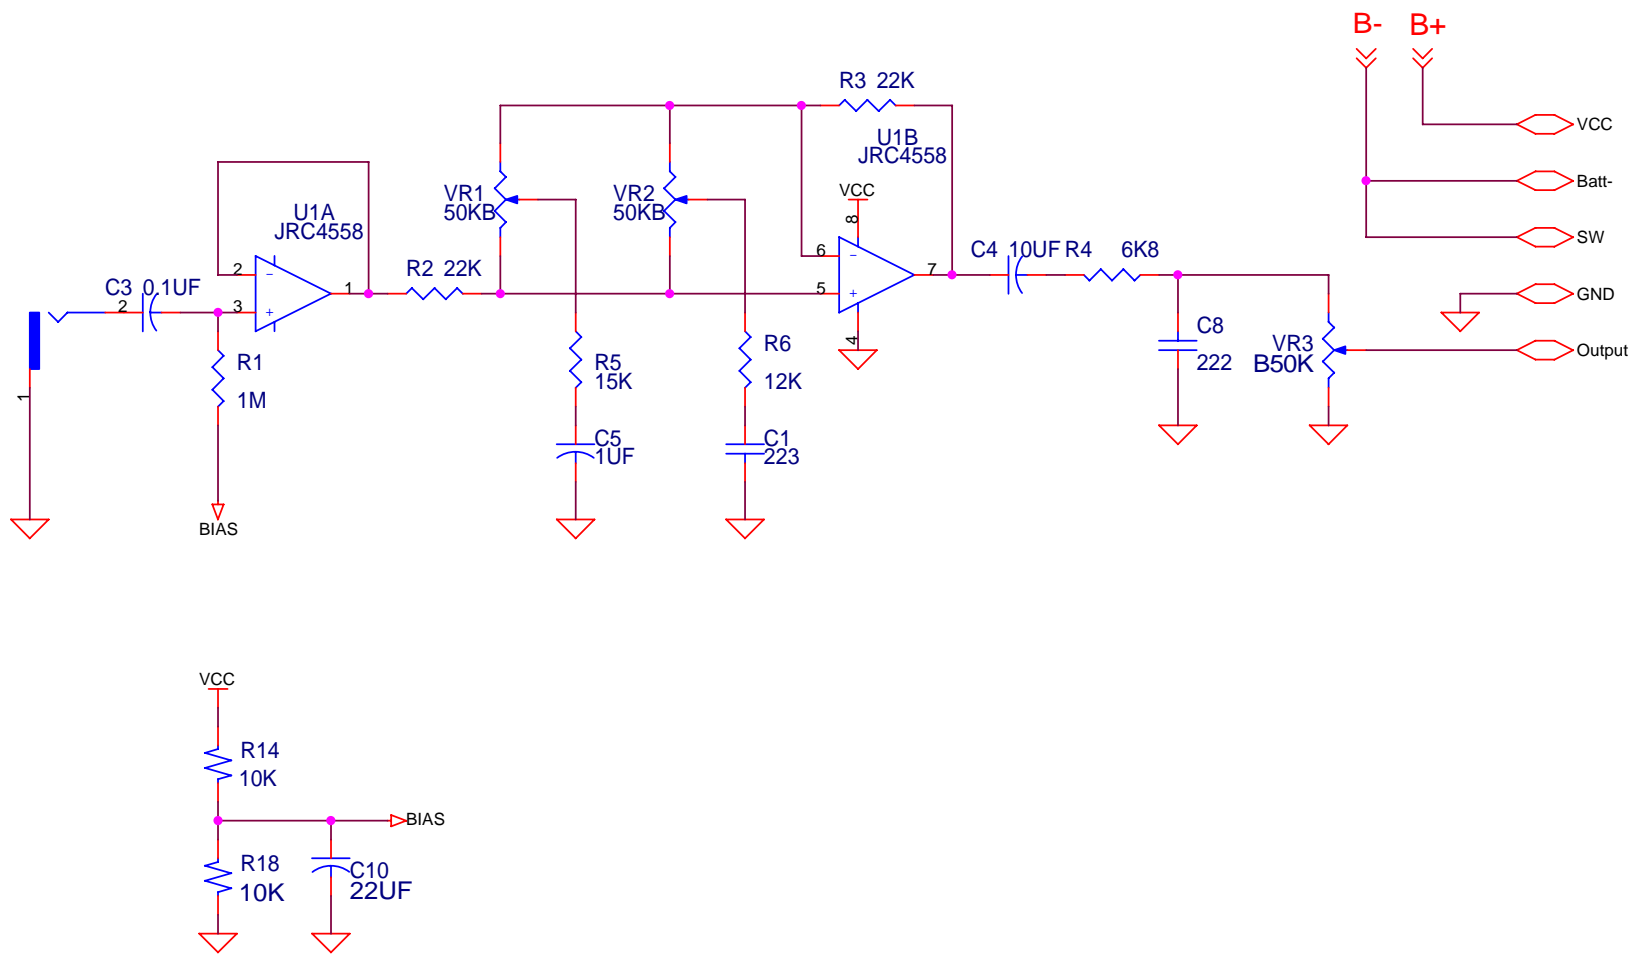 B- B+
R3 22K
U1B
JRC4558
VCC
VCC
8
VR1
50KB
VR2
50KB
Batt-
U1A
JRC4558
SW
6
2
R2 22K
7
C4 10UF R4 6K8
1
5
C3 0.1UF
2
3
GND
4
C8
222
VR3
B50K
Output
R1
1M
R5
15K
R6
12K
1
C5
1UF
C1
223
BIAS
VCC
R14
10K
BIAS
R18
10K
C10
22UF